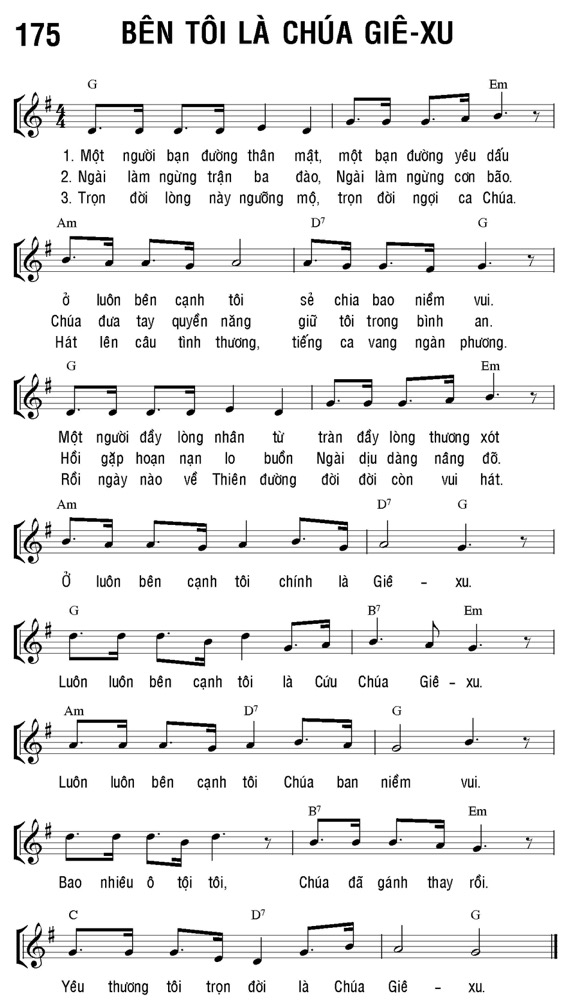 175 BÊN TÔI LÀ CHÚA GIÊ-XU
G Em
1. Một người bạn đường thân mật, một bạn đường yêu dấu
2. Ngài làm ngừng trận ba đào, Ngài làm ngừng cơn bão.
3. Trọn đời lòng này ngưỡng mộ, trọn đời ngợi ca Chúa.
Am D7 G
ở luôn bên cạnh tôi sẻ chia bao niềm vui.
Chúa đưa tay quyền năng giữ tôi trong bình an.
Hát lên câu tình thương, tiếng ca vang ngàn phương.
G Em
Một người đầy lòng nhân từ tràn đầy lòng thương xót
Hồi gặp hoạn nạn lo buồn Ngài dịu dàng nâng đỡ.
Rồi ngày nào về Thiên đường đời đời còn vui hát.
Am D7 G
Ở luôn bên cạnh tôi chính là Giê - xu.
G B7 Em
Luôn luôn bên cạnh tôi là Cứu Chúa Giê - xu.
Am D7 G
Luôn luôn bên cạnh tôi Chúa ban niềm vui.
B7 Em
Bao nhiêu ô tội tôi, Chúa đã gánh thay rồi.
C D7 G
Yêu thương tôi trọn đời là Chúa Giê - xu.